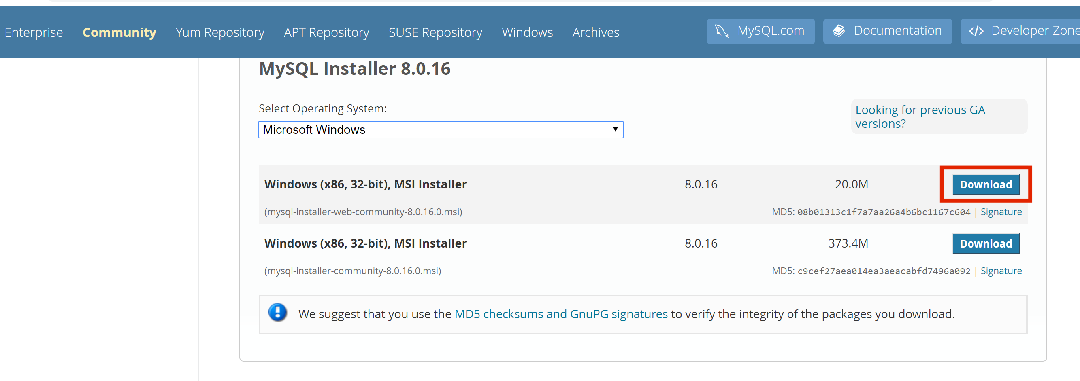 Enterprise Community Yum Repository APT Repository SUSE Repository Windows Archives MySQL.com Documentation Developer Zone
MySQL Installer 8.0.16
Select Operating System:
Looking for previous GA
versions?
Microsoft Windows
Windows (x86, 32-bit), MSI Installer 8.0.16 20.0M Download
(mysql-installer-web-community-8.0.16.0.msi) MD5: 08b01313c1f7a7aa26a4b6bc1167c604 | Signature
Windows (x86, 32-bit), MSI Installer 8.0.16 373.4M Download
(mysql-installer-community-8.0.16.0.msi) MD5: c9cef27aea014ea3aeacabfd7496a092 | Signature
We suggest that you use the MD5 checksums and GnuPG signatures to verify the integrity of the packages you download.